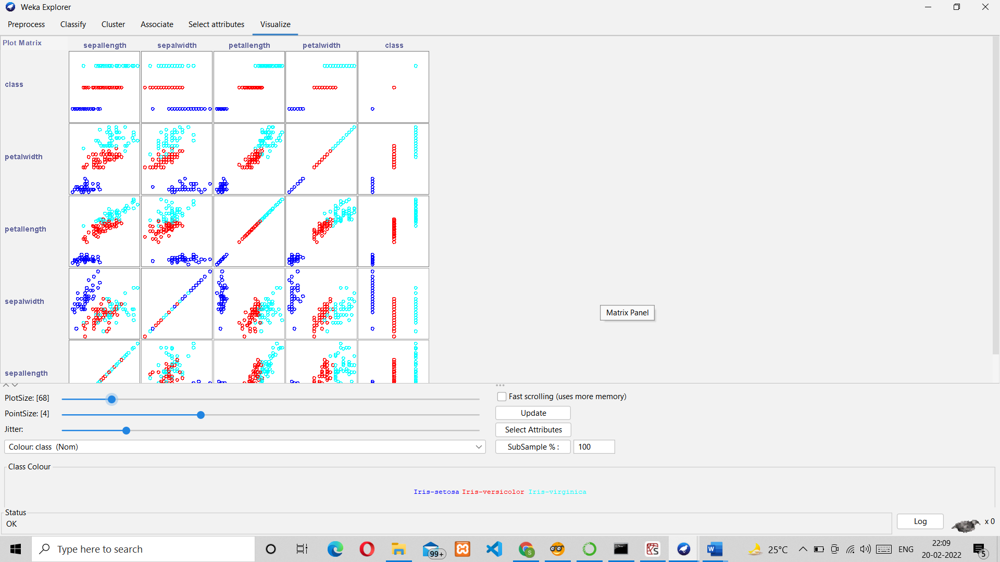 Weka Explorer
Preprocess Classify Cluster Associate Select attributes Visualize
Plot Matrix sepallength sepalwidth petallength petalwidth class
class
petalwidth
petallength
sepalwidth
Matrix Panel
sepallength
PlotSize: [68]
Fast scrolling (uses more memory)
PointSize: [4]
Update
Jitter:
Select Attributes
Colour: class (Nom)
SubSample % : 100
Class Colour
Iris-setosa Iris-versicolor Iris-virginica
Status
OK
Log x 0
Type here to search
99+
S
25°C
ENG
22:09
20-02-2022
5